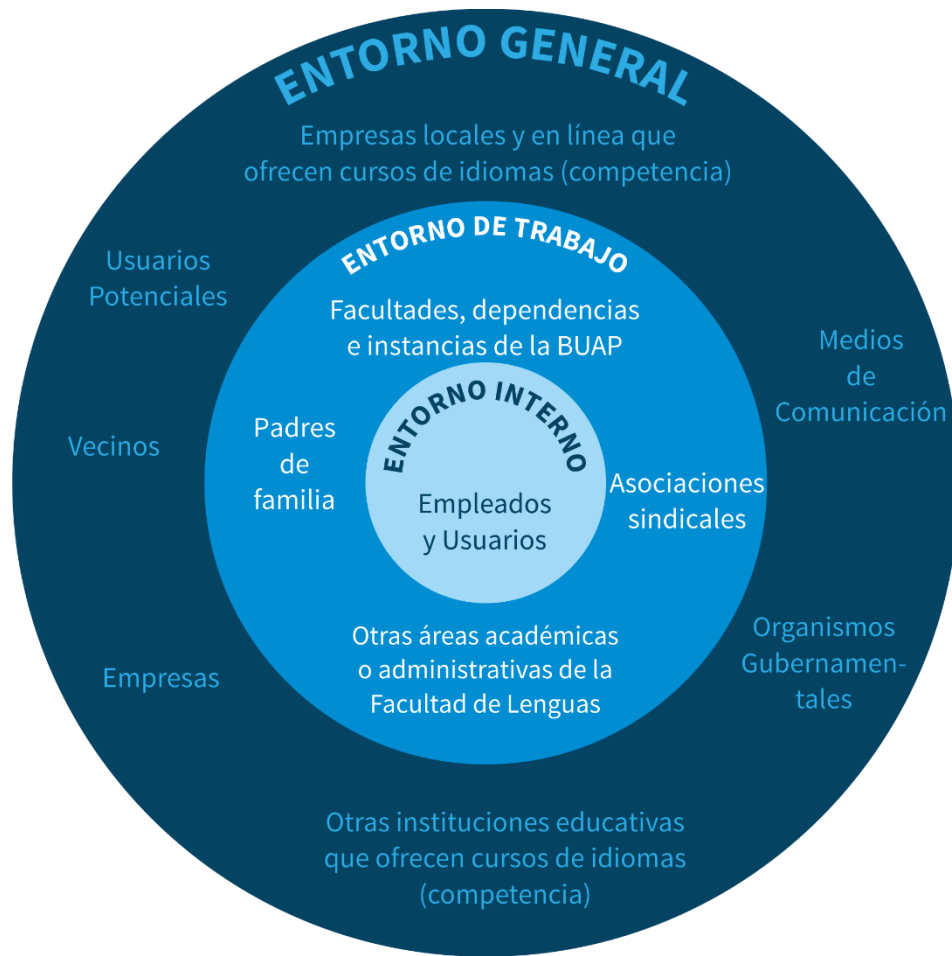 ENTORNO GENERAL
Empresas locales y en línea que
ofrecen cursos de idiomas (competencia)
Usuarios
Potenciales
Vecinos
Empresas
Medios
de
Comunicación
Organismos
Gubernamen-
tales
Otras instituciones educativas
que ofrecen cursos de idiomas
(competencia)
ENTORNO DE TRABAJO
Facultades, dependencias
e instancias de la BUAP
Padres
de
familia
Asociaciones
sindicales
Otras áreas académicas
o administrativas de la
Facultad de Lenguas
ENTORNO INTERNO
Empleados
y Usuarios